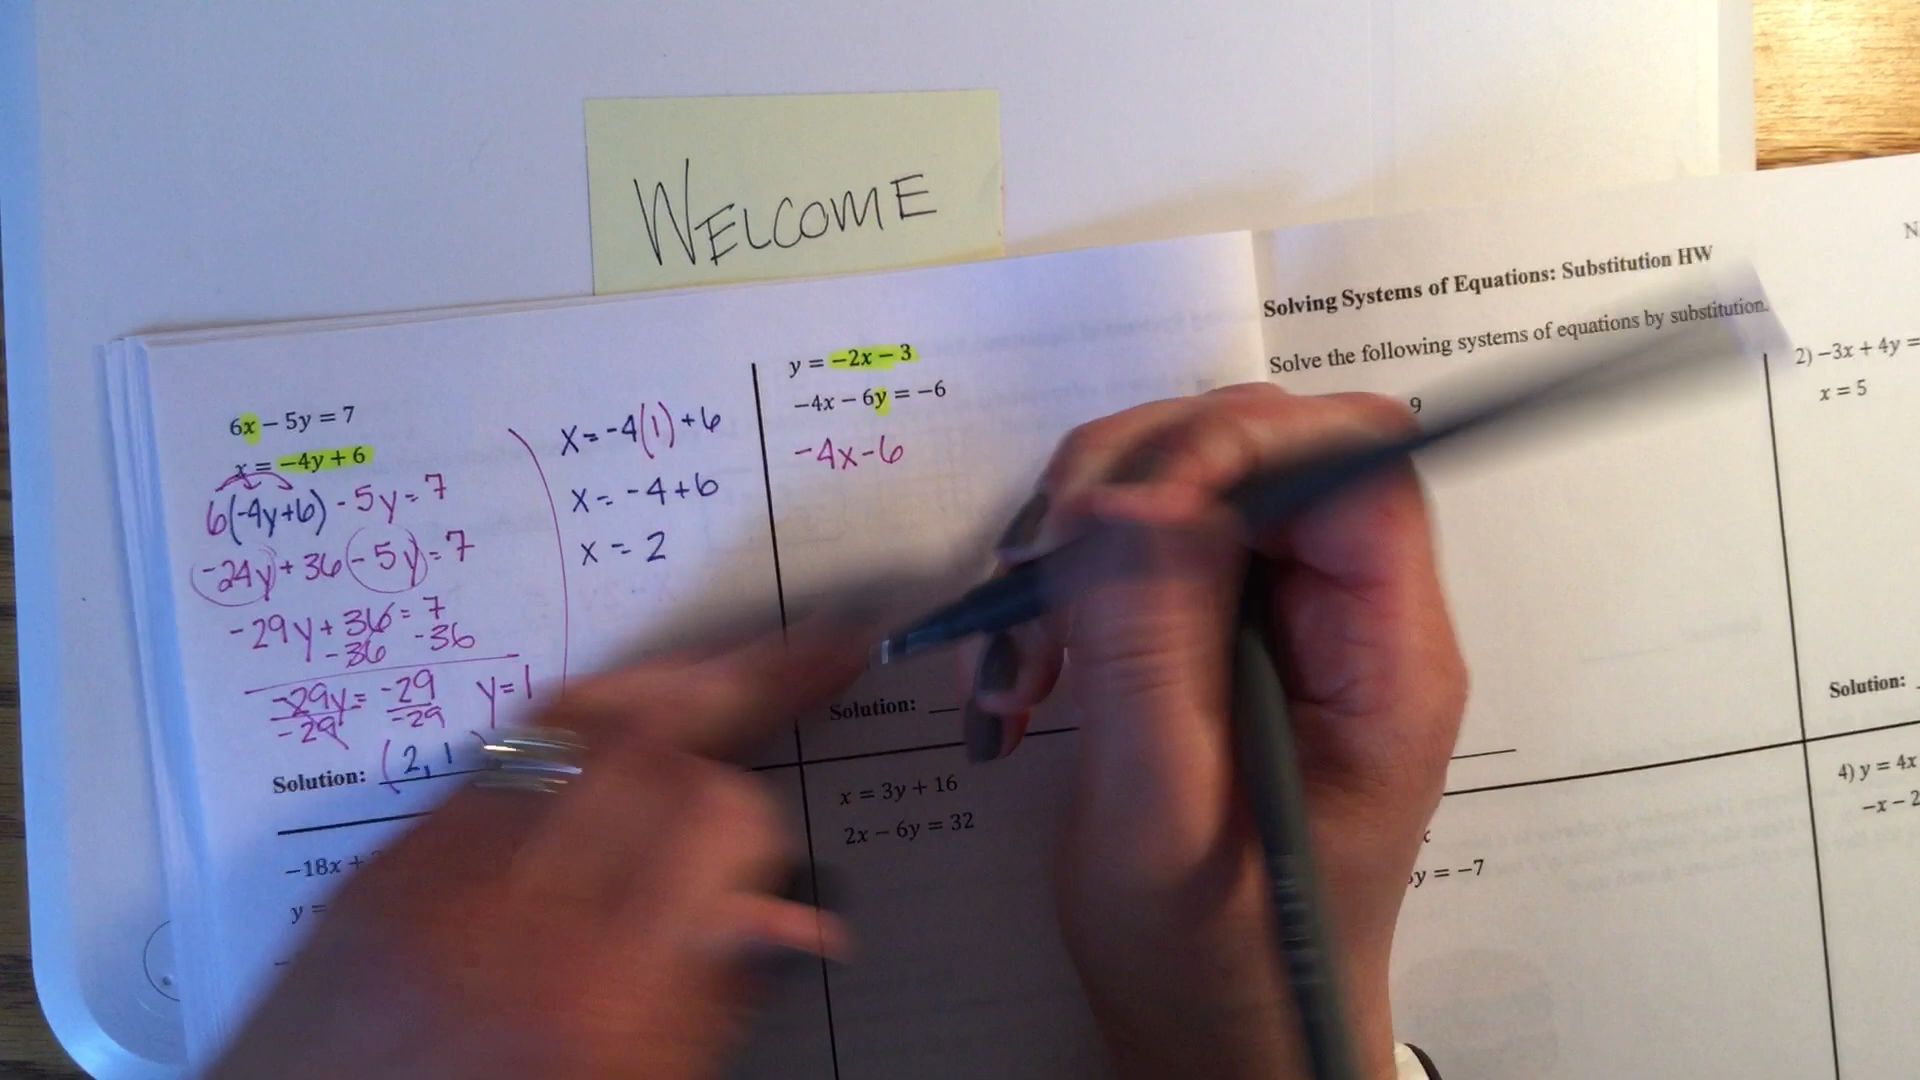 WELCOME
6x − 5y = 7
x = −4y + 6
6(-4y+6) - 5y = 7
-24y + 36 - 5y = 7
-29y + 36 = 7
-36 -36
-29y = -29
-29 -29
y = 1
Solution: (2, 1)
x = -4(1) + 6
x = -4 + 6
x = 2
y = −2x − 3
−4x − 6y = −6
-4x - 6
Solution:
−18x +
y =
x = 3y + 16
2x − 6y = 32
Solving Systems of Equations: Substitution HW
Solve the following systems of equations by substitution.
9
y = −7
2) −3x + 4y =
x = 5
Solution:
4) y = 4x
−x − 2